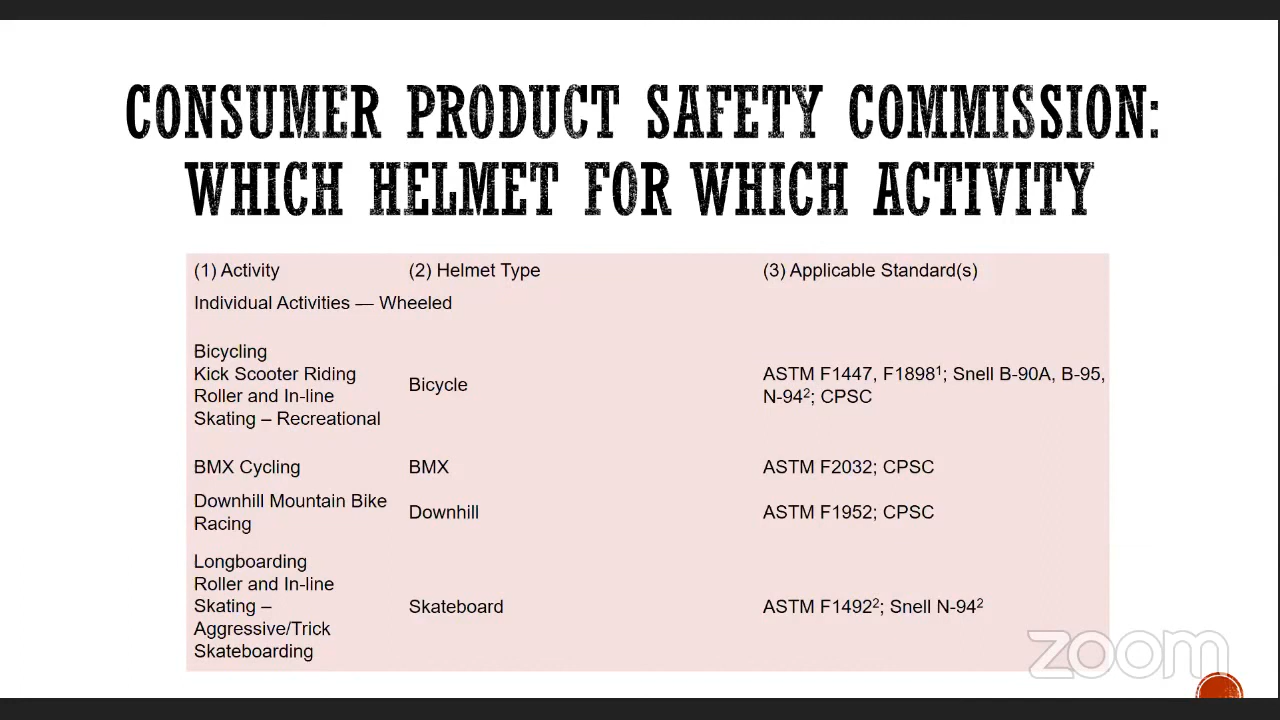 CONSUMER PRODUCT SAFETY COMMISSION:
WHICH HELMET FOR WHICH ACTIVITY
(1) Activity (2) Helmet Type (3) Applicable Standard(s)
Individual Activities — Wheeled
Bicycling
Kick Scooter Riding
Roller and In-line
Skating – Recreational
Bicycle
ASTM F1447, F1898¹; Snell B-90A, B-95,
N-94²; CPSC
BMX Cycling BMX ASTM F2032; CPSC
Downhill Mountain Bike
Racing
Downhill
ASTM F1952; CPSC
Longboarding
Roller and In-line
Skating –
Aggressive/Trick
Skateboarding
Skateboard
ASTM F1492²; Snell N-94²
zoom